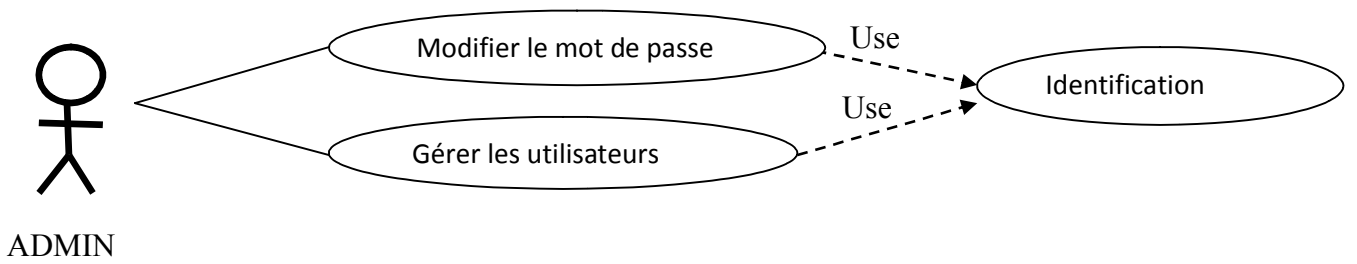 Modifier le mot de passe
Use
Identification
Use
Gérer les utilisateurs
ADMIN